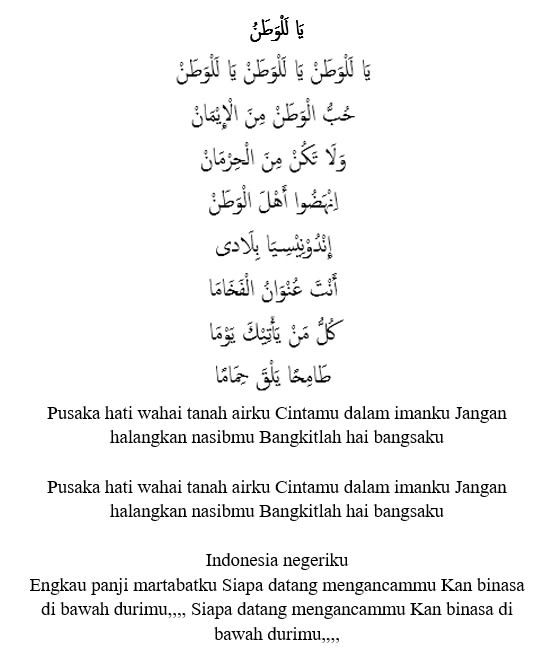 يَا لَلْوَطَنُ
يَا لَلْوَطَنْ يَا لَلْوَطَنْ يَا لَلْوَطَنْ
حُبُّ الْوَطَنْ مِنَ الْإِيْمَانْ
وَلَا تَكُنْ مِنَ الْحِرْمَانْ
اِنْهَضُوا أَهْلَ الْوَطَنْ
إِنْدُوْنِيْسِيَا بِلَادى
أَنْتَ عُنْوَانُ الْفَخَامَا
كُلُّ مَنْ يَأْتِيْكَ يَوْمَا
طَامِحًا يَلْقَ حِمَامًا
Pusaka hati wahai tanah airku Cintamu dalam imanku Jangan
halangkan nasibmu Bangkitlah hai bangsaku
Pusaka hati wahai tanah airku Cintamu dalam imanku Jangan
halangkan nasibmu Bangkitlah hai bangsaku
Indonesia negeriku
Engkau panji martabatku Siapa datang mengancammu Kan binasa
di bawah durimu,,,, Siapa datang mengancammu Kan binasa di
bawah durimu,,,,